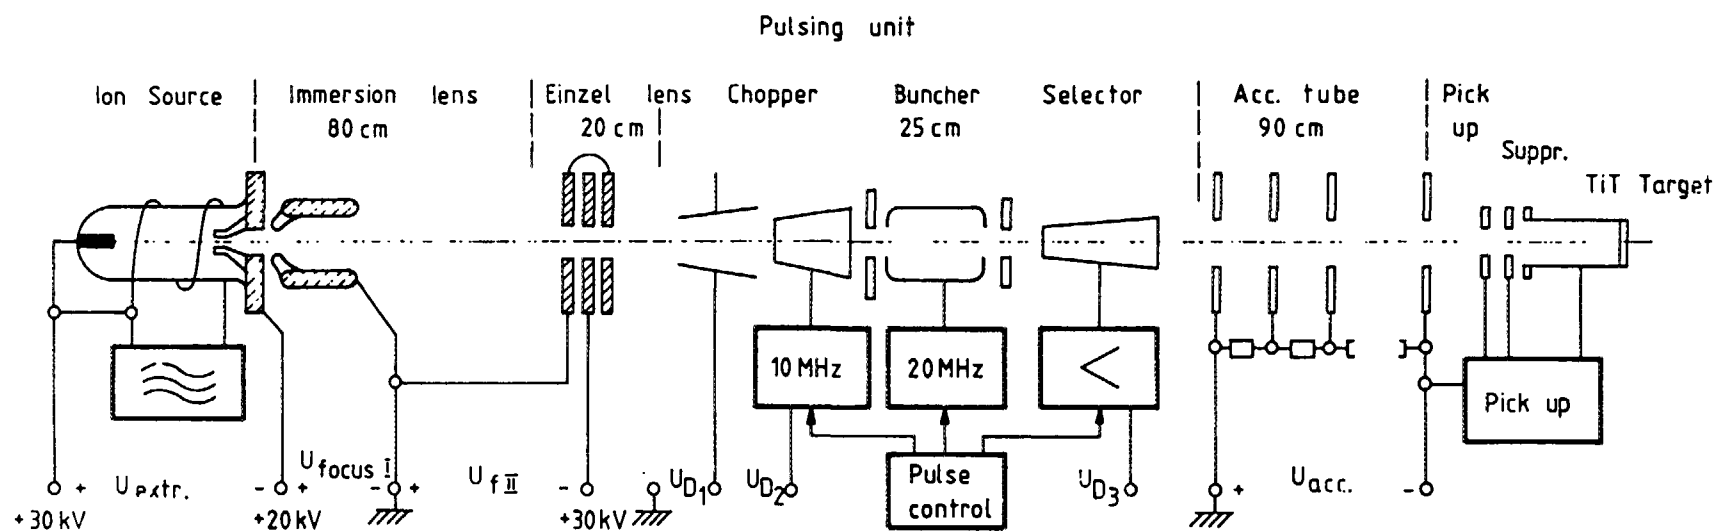 Pulsing unit
Ion Source
Immersion lens
80 cm
Einzel lens
20 cm
Chopper
Buncher
25 cm
Selector
Acc. tube
90 cm
Pick
up
Suppr.
TiT Target
10 MHz
20 MHz
<
Pick up
Pulse
control
+
U extr.
- +
U focus I
- +
U f II
-
U D1
U D2
U D3
+
U acc.
-
+30 kV
+20 kV
+30 kV